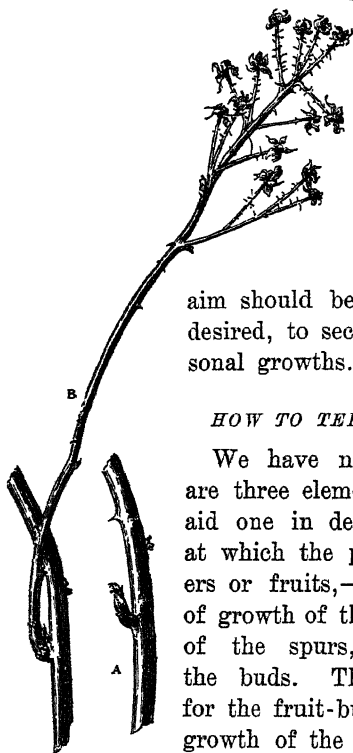 aim should be
desired, to sec
sonal growths.
B
HOW TO TEL
We have n
are three elem
aid one in de
at which the p
ers or fruits,—
of growth of th
of the spurs,
A
the buds. Th
for the fruit-bu
growth of the